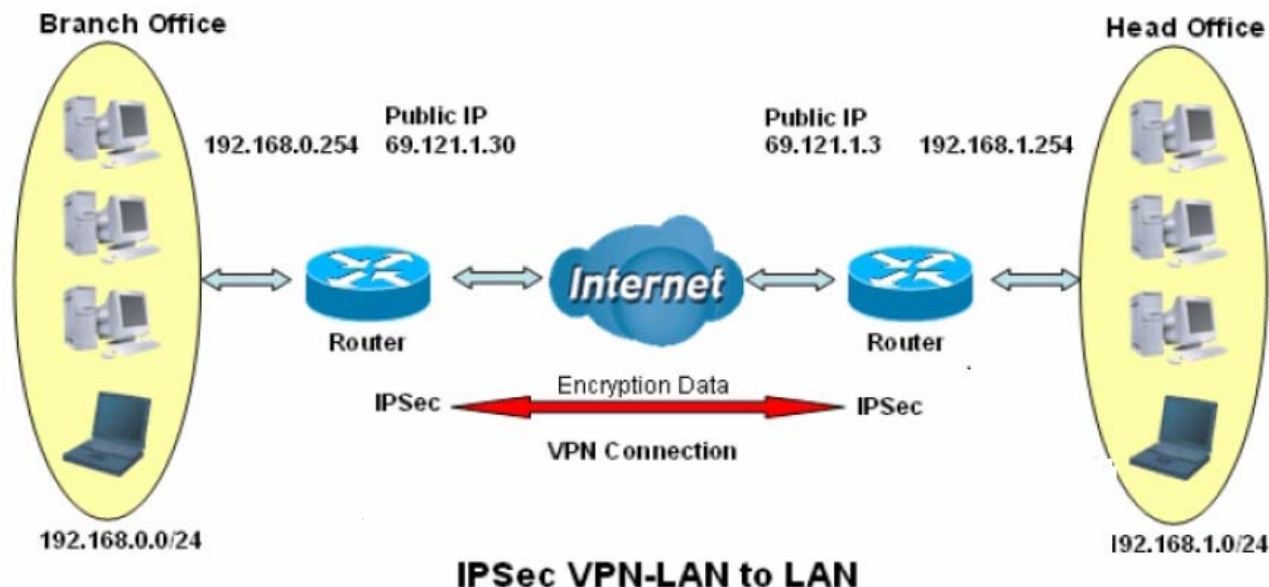 Branch Office
Head Office
Public IP
192.168.0.254 69.121.1.30
Public IP
69.121.1.3 192.168.1.254
Internet
Router
Router
Encryption Data
IPSec
IPSec
VPN Connection
192.168.0.0/24
192.168.1.0/24
IPSec VPN-LAN to LAN